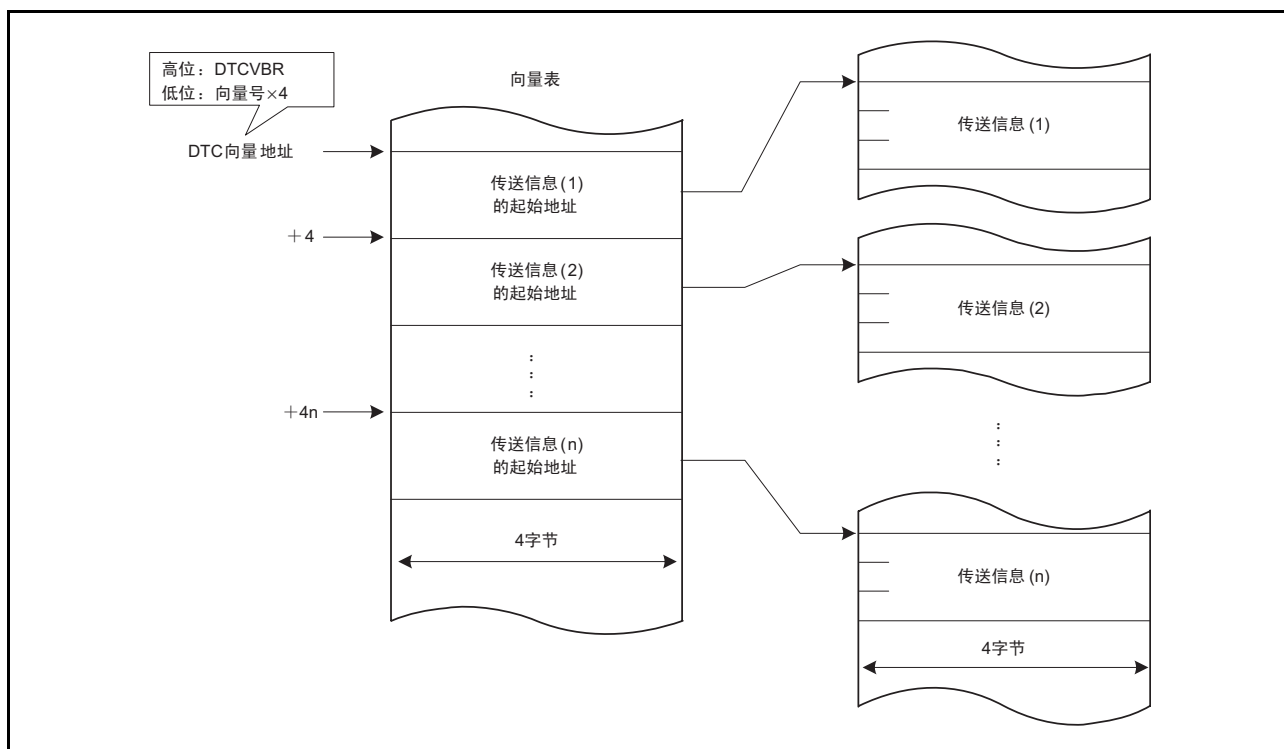 高位：DTCVBR
低位：向量号×4
DTC向量地址
向量表
传送信息(1)
的起始地址
+4
传送信息(2)
的起始地址
+4n
传送信息(n)
的起始地址
4字节
传送信息(1)
传送信息(2)
传送信息(n)
4字节